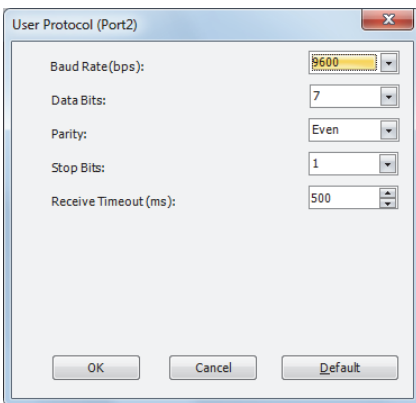 User Protocol (Port2)
Baud Rate(bps): 9600
Data Bits: 7
Parity: Even
Stop Bits: 1
Receive Timeout(ms): 500
OK Cancel Default